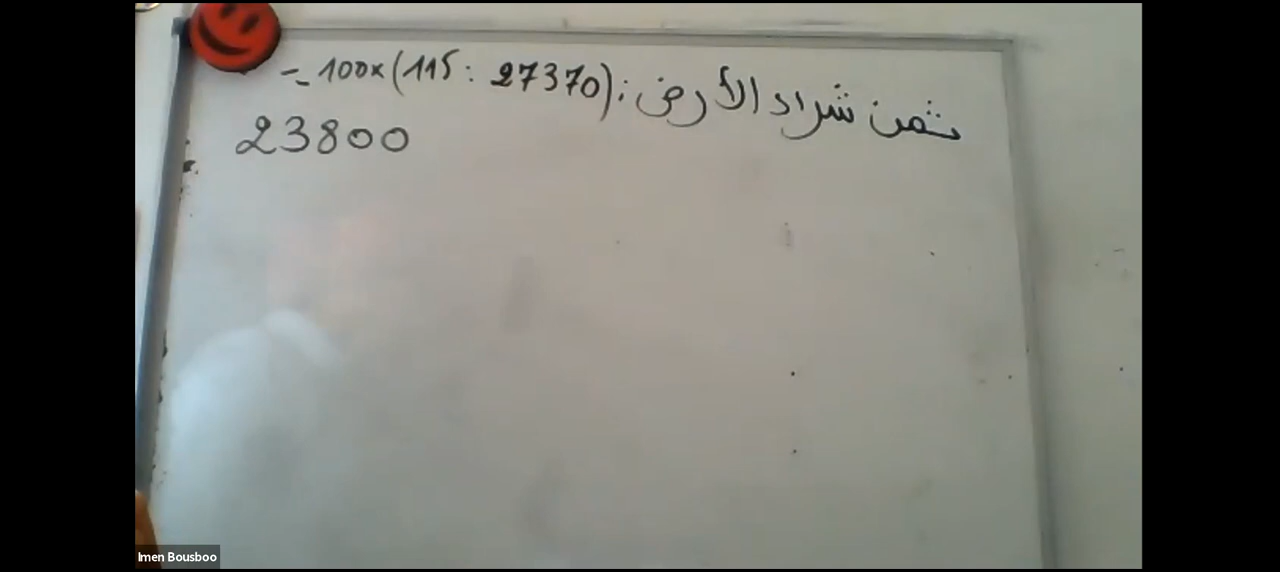 ثمن شراء الأرض: (27370 : 115)×100 =
23800
Imen Bousboo